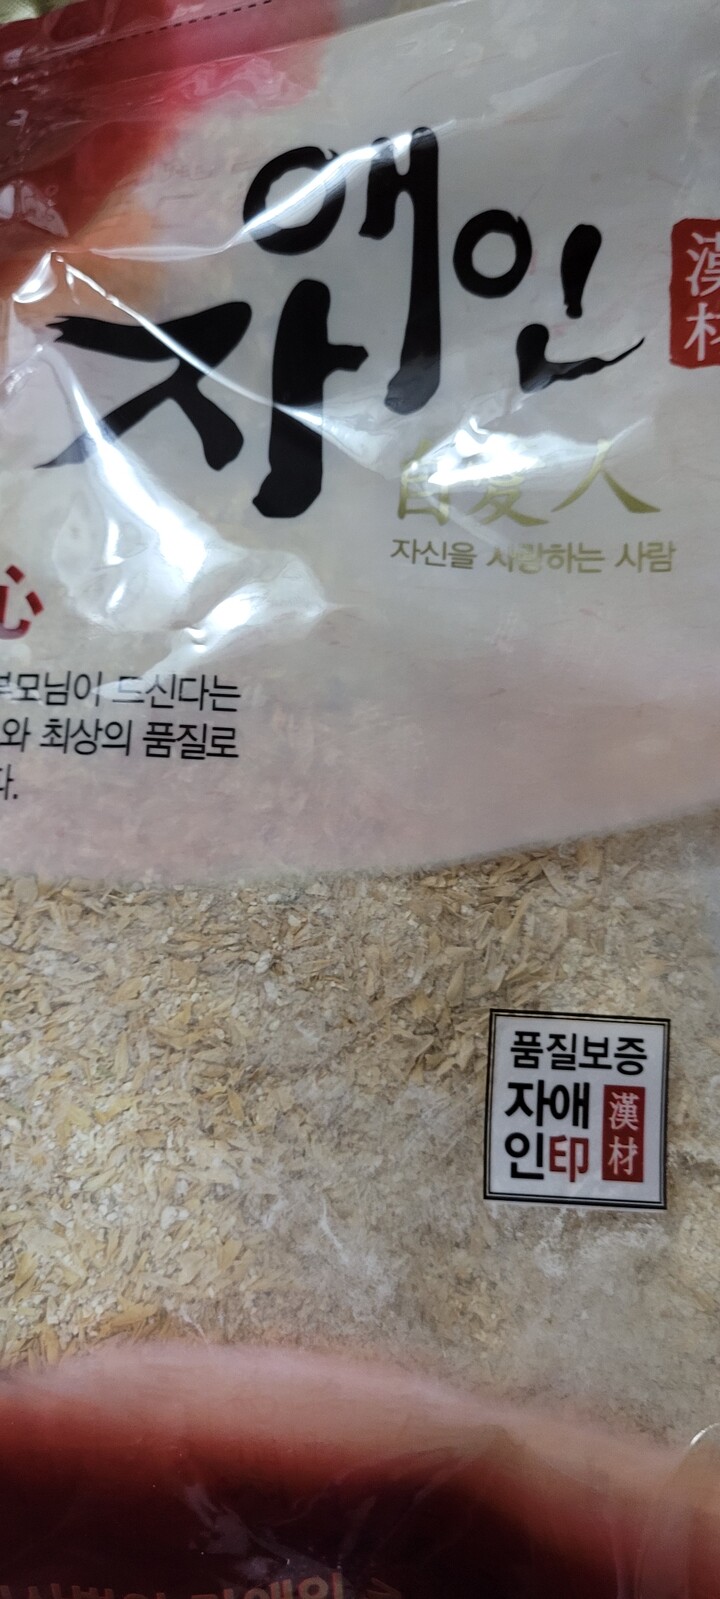 자애인
漢材
自愛人
자신을 사랑하는 사람
心
부모님이 드신다는
와 최상의 품질로
다.
품질보증
자애
인印
漢材